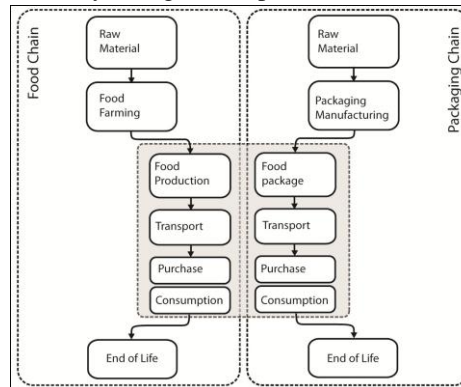 Food Chain
Raw
Material
Food
Farming
Food
Production
Transport
Purchase
Consumption
End of Life
Packaging Chain
Raw
Material
Packaging
Manufacturing
Food
package
Transport
Purchase
Consumption
End of Life